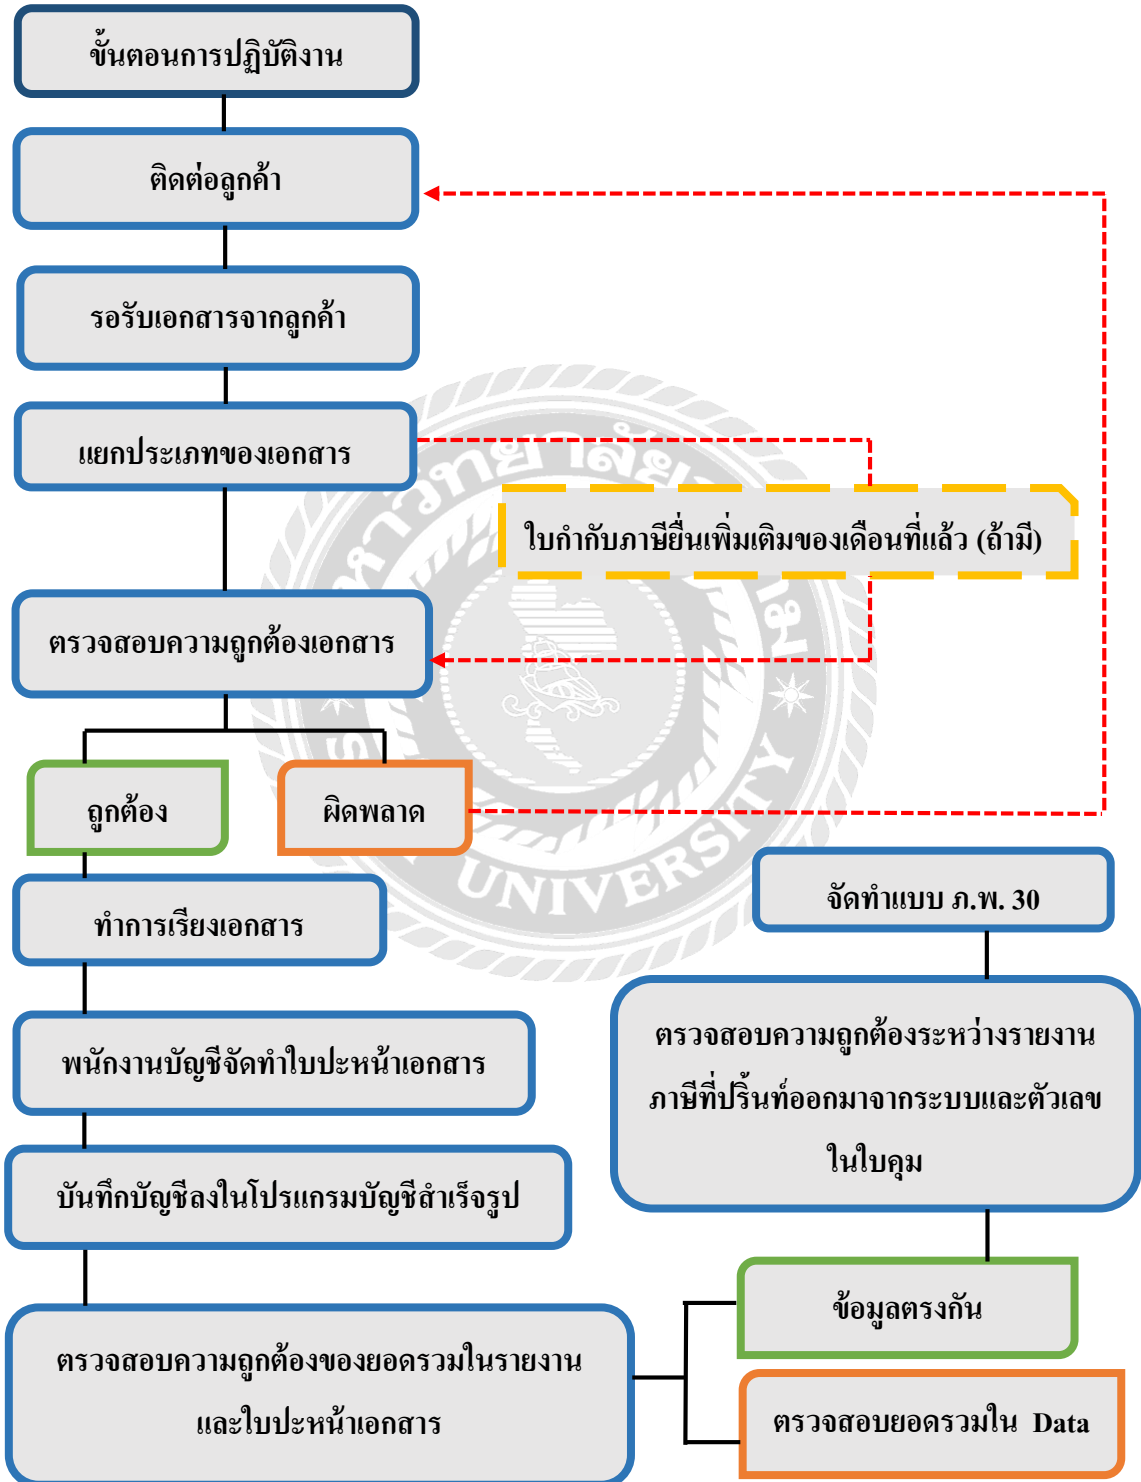 ขั้นตอนการปฏิบัติงาน
ติดต่อลูกค้า
รอรับเอกสารจากลูกค้า
แยกประเภทของเอกสาร
ใบกำกับภาษียื่นเพิ่มเติมของเดือนที่แล้ว (ถ้ามี)
ตรวจสอบความถูกต้องเอกสาร
ถูกต้อง
ผิดพลาด
ทำการเรียงเอกสาร
พนักงานบัญชีจัดทำใบปะหน้าเอกสาร
บันทึกบัญชีลงในโปรแกรมบัญชีสำเร็จรูป
ตรวจสอบความถูกต้องของยอดรวมในรายงาน
และใบปะหน้าเอกสาร
จัดทำแบบ ภ.พ. 30
ตรวจสอบความถูกต้องระหว่างรายงาน
ภาษีที่ปริ้นท์ออกมาจากระบบและตัวเลข
ในใบคุม
ข้อมูลตรงกัน
ตรวจสอบยอดรวมใน Data
UNIVERSITY